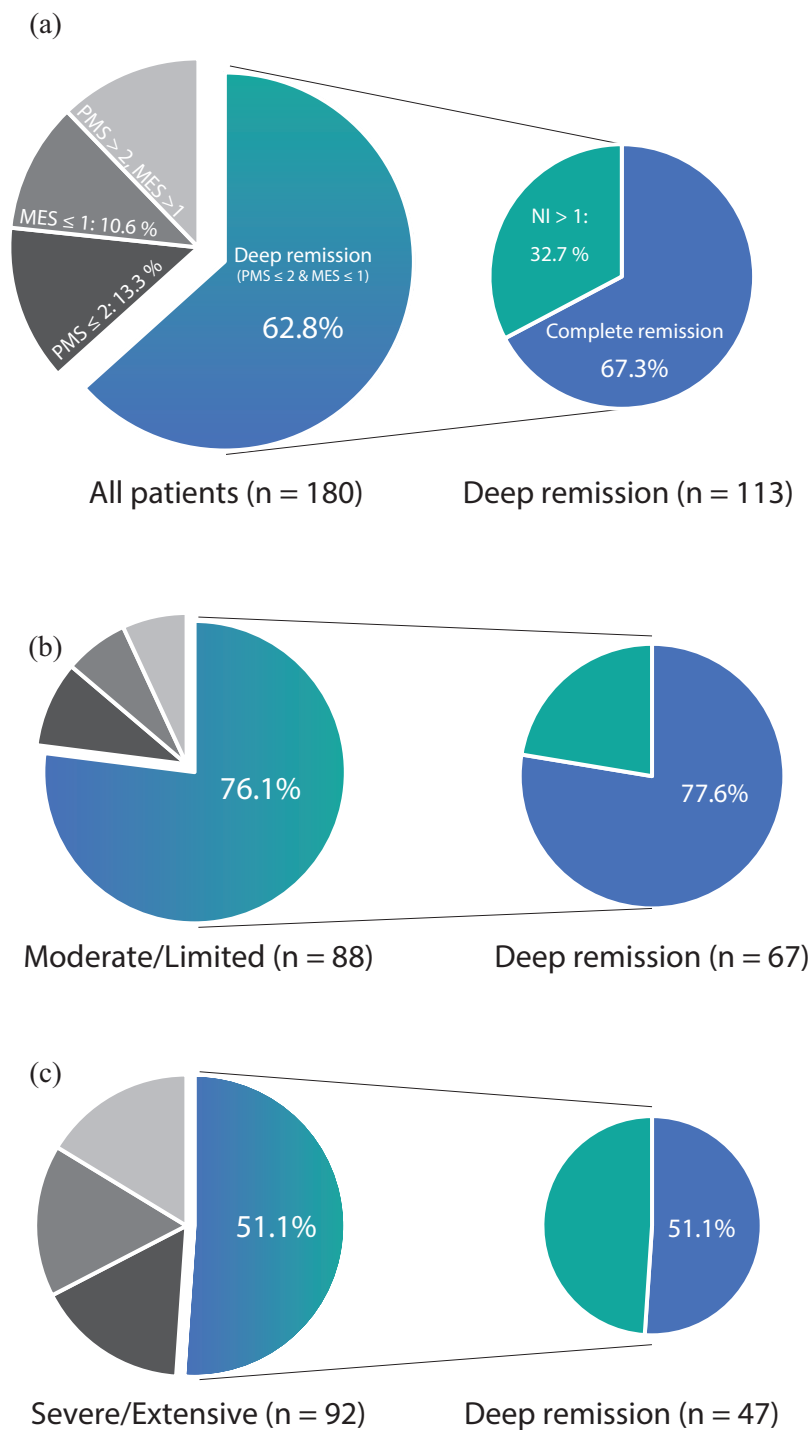 (a)
PMS > 2, MES >1
MES ≤ 1: 10.6 %
PMS ≤ 2: 13.3 %
Deep remission
(PMS ≤ 2 & MES ≤ 1)
62.8%
NI > 1:
32.7 %
Complete remission
67.3%
All patients (n = 180)
Deep remission (n = 113)
(b)
76.1%
77.6%
Moderate/Limited (n = 88)
Deep remission (n = 67)
(c)
51.1%
51.1%
Severe/Extensive (n = 92)
Deep remission (n = 47)